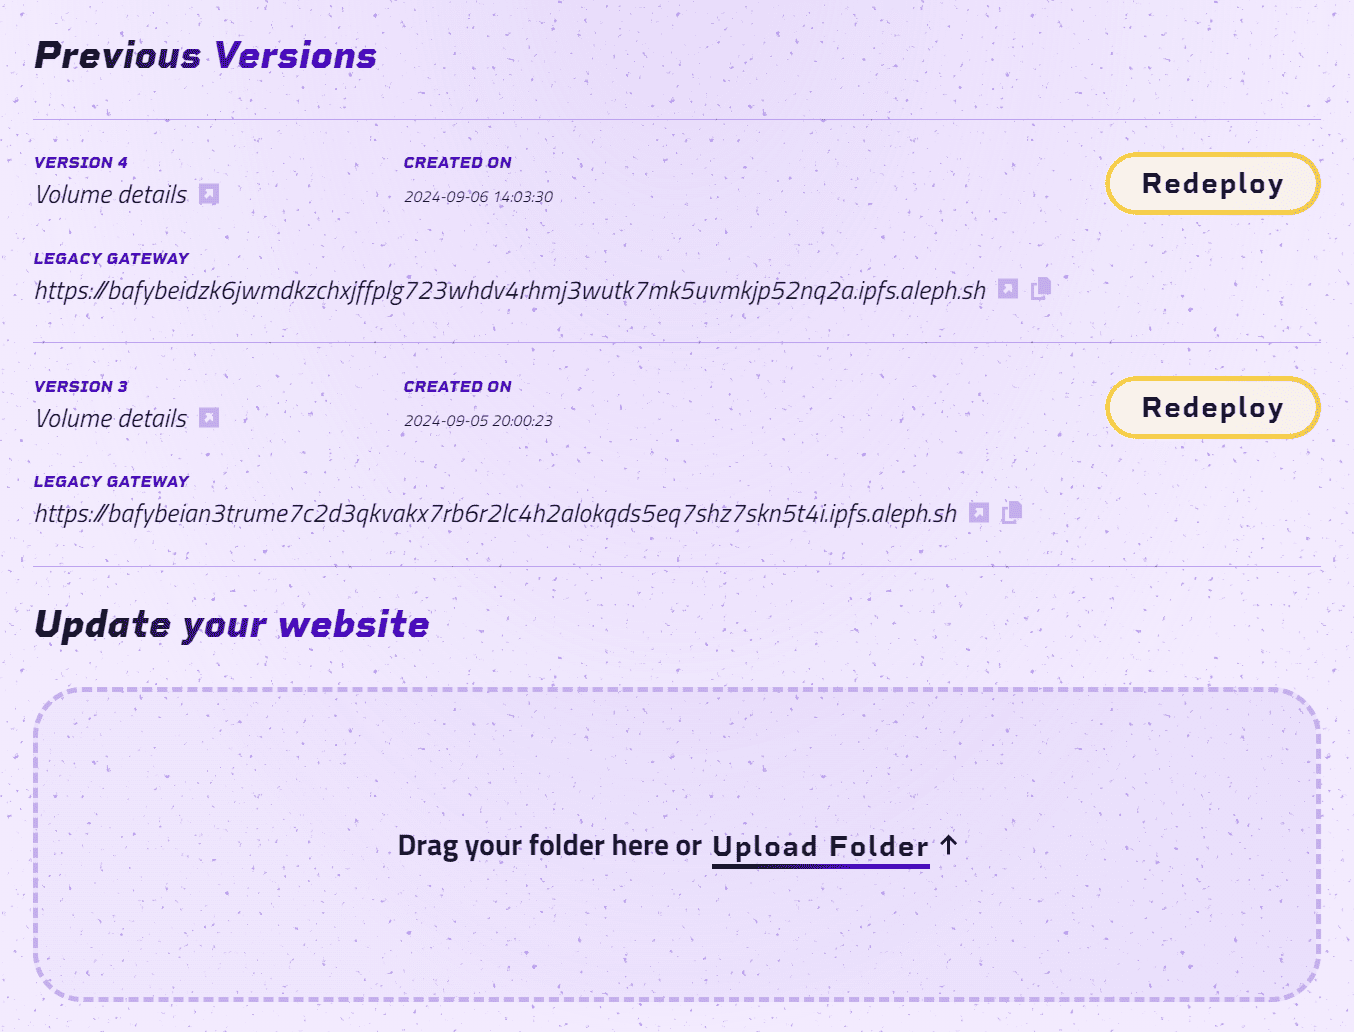 Previous Versions
VERSION 4
CREATED ON
Redeploy
Volume details
2024-09-06 14:03:30
LEGACY GATEWAY
https://bafybeidzk6jwmdkzchxjffplg723whdv4rhmj3wutk7mk5uvmkjp52nq2a.ipfs.aleph.sh
VERSION 3
CREATED ON
Redeploy
Volume details
2024-09-05 20:00:23
LEGACY GATEWAY
https://bafybeian3trume7c2d3qkvakx7rb6r2lc4h2alokqds5eq7shz7skn5t4i.ipfs.aleph.sh
Update your website
Drag your folder here or Upload Folder ↑